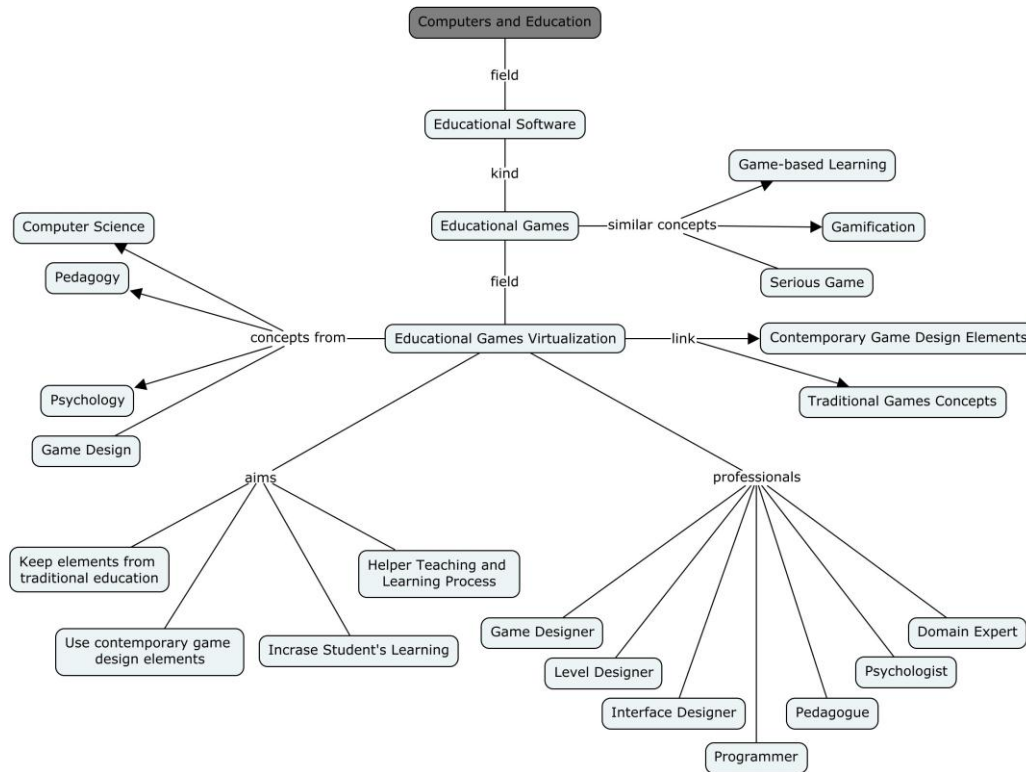 Computers and Education
field
Educational Software
kind
Game-based Learning
Educational Games
similar concepts
Gamification
Serious Game
Computer Science
Pedagogy
field
concepts from
Educational Games Virtualization
link
Contemporary Game Design Elements
Traditional Games Concepts
Psychology
Game Design
aims
professionals
Keep elements from
traditional education
Helper Teaching and
Learning Process
Use contemporary game
design elements
Incrase Student's Learning
Game Designer
Domain Expert
Level Designer
Psychologist
Interface Designer
Pedagogue
Programmer